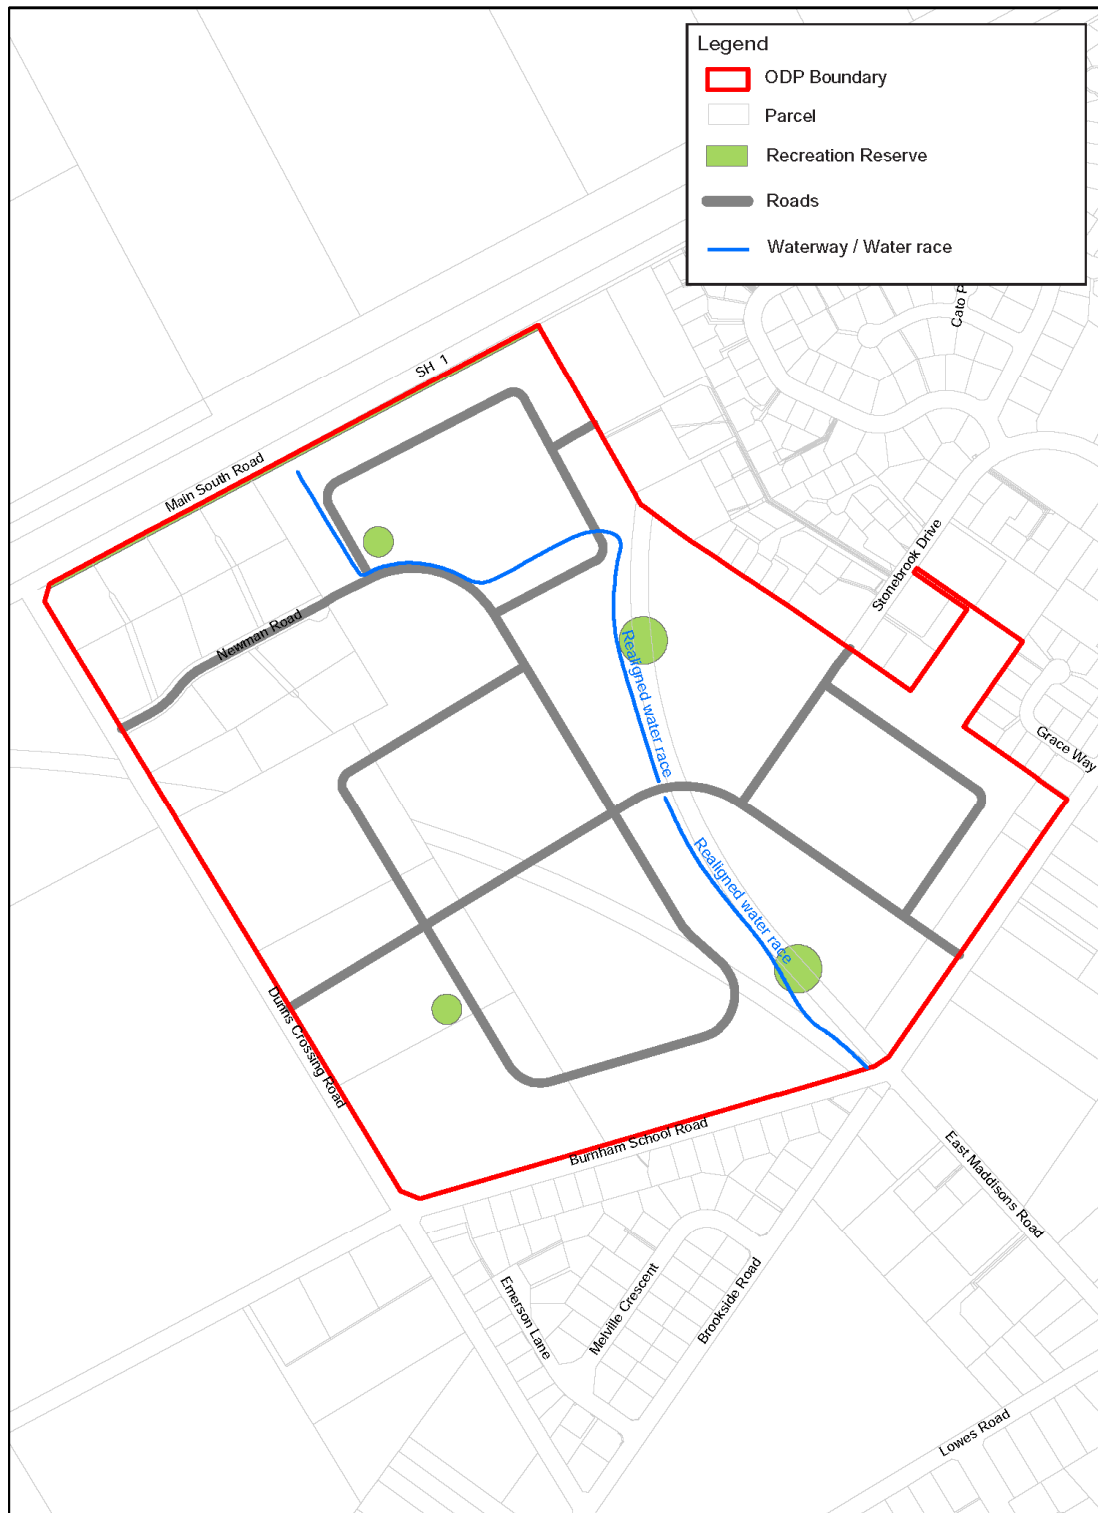 Legend
ODP Boundary
Parcel
Recreation Reserve
Roads
Waterway / Water race
SH 1
Main South Road
Newman Road
Stonebrook Drive
Grace Way
Realigned water race
Realigned water race
Dunns Crossing Road
Burnham School Road
East Maddisons Road
Emerson Lane
Melville Crescent
Brookside Road
Lowes Road
Cato